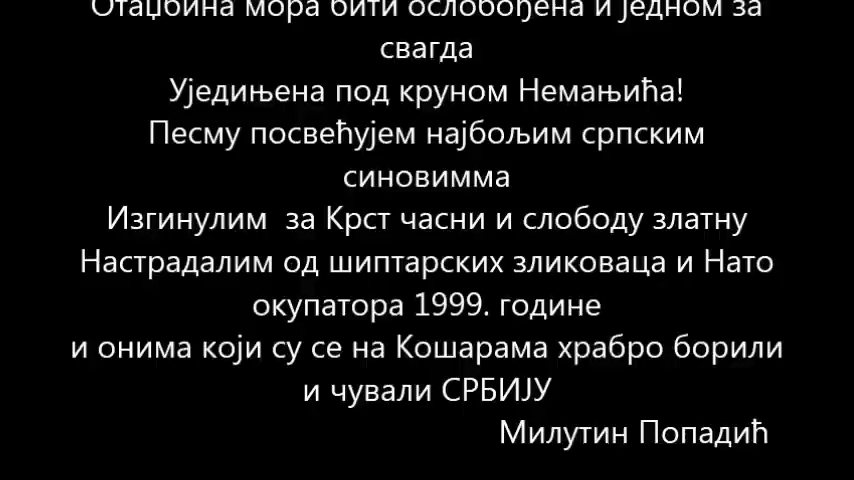 Отаџбина мора бити ослобођена и једном за
свагда
Уједињена под круном Немањића!
Песму посвећујем најбољим српским
синовимма
Изгинулим  за Крст часни и слободу златну
Настрадалим од шиптарских зликоваца и Нато
окупатора 1999. године
и онима који су се на Кошарама храбро борили
и чували СРБИЈУ
Милутин Попадић